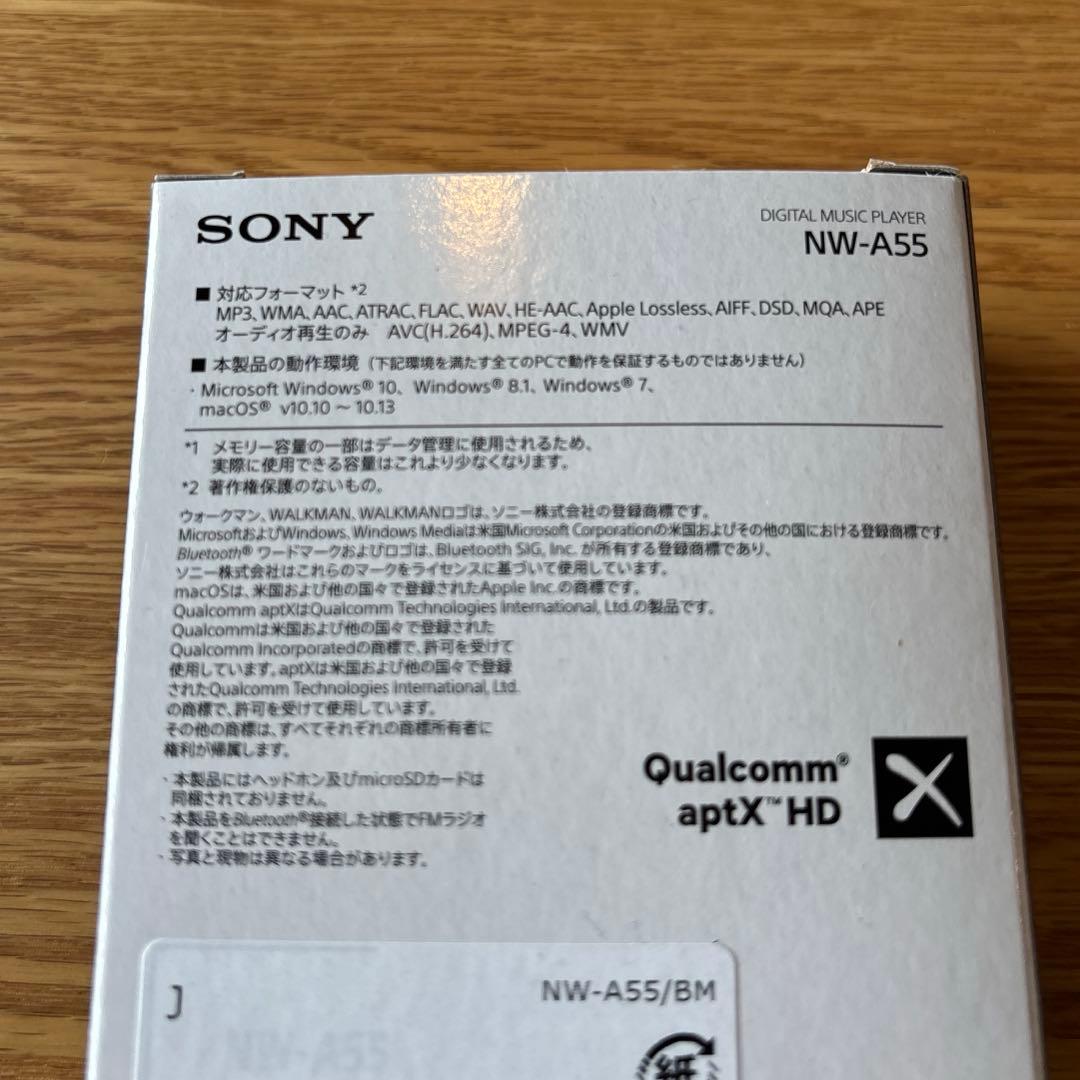 SONY
DIGITAL MUSIC PLAYER
NW-A55
■ 対応フォーマット *2
MP3、WMA、AAC、ATRAC、FLAC、WAV、HE-AAC、Apple Lossless、AIFF、DSD、MQA、APE
オーディオ再生のみ AVC(H.264)、MPEG-4、WMV
■ 本製品の動作環境（下記環境を満たす全てのPCで動作を保証するものではありません）
・Microsoft Windows® 10、Windows® 8.1、Windows® 7、
macOS® v10.10 ～ 10.13
*1 メモリー容量の一部はデータ管理に使用されるため、
実際に使用できる容量はこれより少なくなります。
*2 著作権保護のないもの。
ウォークマン、WALKMAN、WALKMANロゴは、ソニー株式会社の登録商標です。
MicrosoftおよびWindows、Windows Mediaは米国Microsoft Corporationの米国およびその他の国における登録商標です。
Bluetooth® ワードマークおよびロゴは、Bluetooth SIG, Inc. が所有する登録商標であり、
ソニー株式会社はこれらのマークをライセンスに基づいて使用しています。
macOSは、米国および他の国々で登録されたApple Inc.の商標です。
Qualcomm aptXはQualcomm Technologies International, Ltd.の製品です。
Qualcommは米国および他の国々で登録された
Qualcomm Incorporatedの商標で、許可を受けて
使用しています。aptXは米国および他の国々で登録
されたQualcomm Technologies International, Ltd.
の商標で、許可を受けて使用しています。
その他の商標は、すべてそれぞれの商標所有者に
権利が帰属します。
・本製品にはヘッドホン及びmicroSDカードは
同梱されておりません。
・本製品をBluetooth®接続した状態でFMラジオ
を聞くことはできません。
・写真と現物は異なる場合があります。
Qualcomm®
aptX™ HD
J
NW-A55/BM
NW-A55
紙